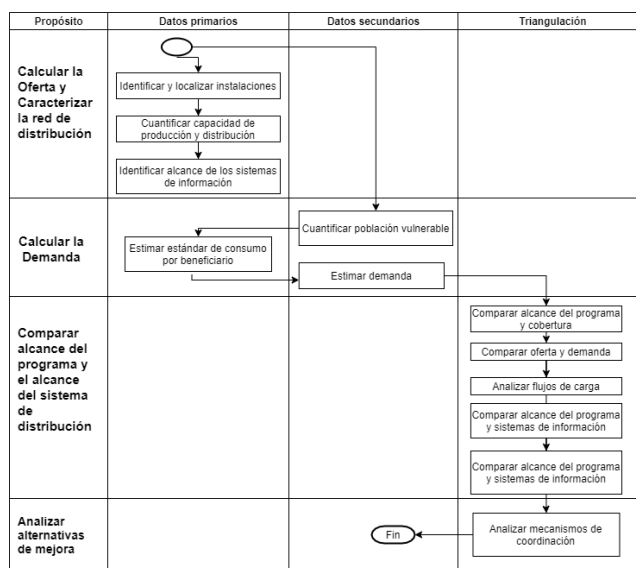 Propósito
Datos primarios
Datos secundarios
Triangulación
Calcular la
Oferta y
Caracterizar
la red de
distribución
Identificar y localizar instalaciones
Cuantificar capacidad de
producción y distribución
Identificar alcance de los sistemas
de información
Calcular la
Demanda
Cuantificar población vulnerable
Estimar estándar de consumo
por beneficiario
Estimar demanda
Comparar
alcance del
programa y
el alcance
del sistema
de
distribución
Comparar alcance del programa
y cobertura
Comparar oferta y demanda
Analizar flujos de carga
Comparar alcance del programa
y sistemas de información
Comparar alcance del programa
y sistemas de información
Analizar
alternativas
de mejora
Fin
Analizar mecanismos de
coordinación